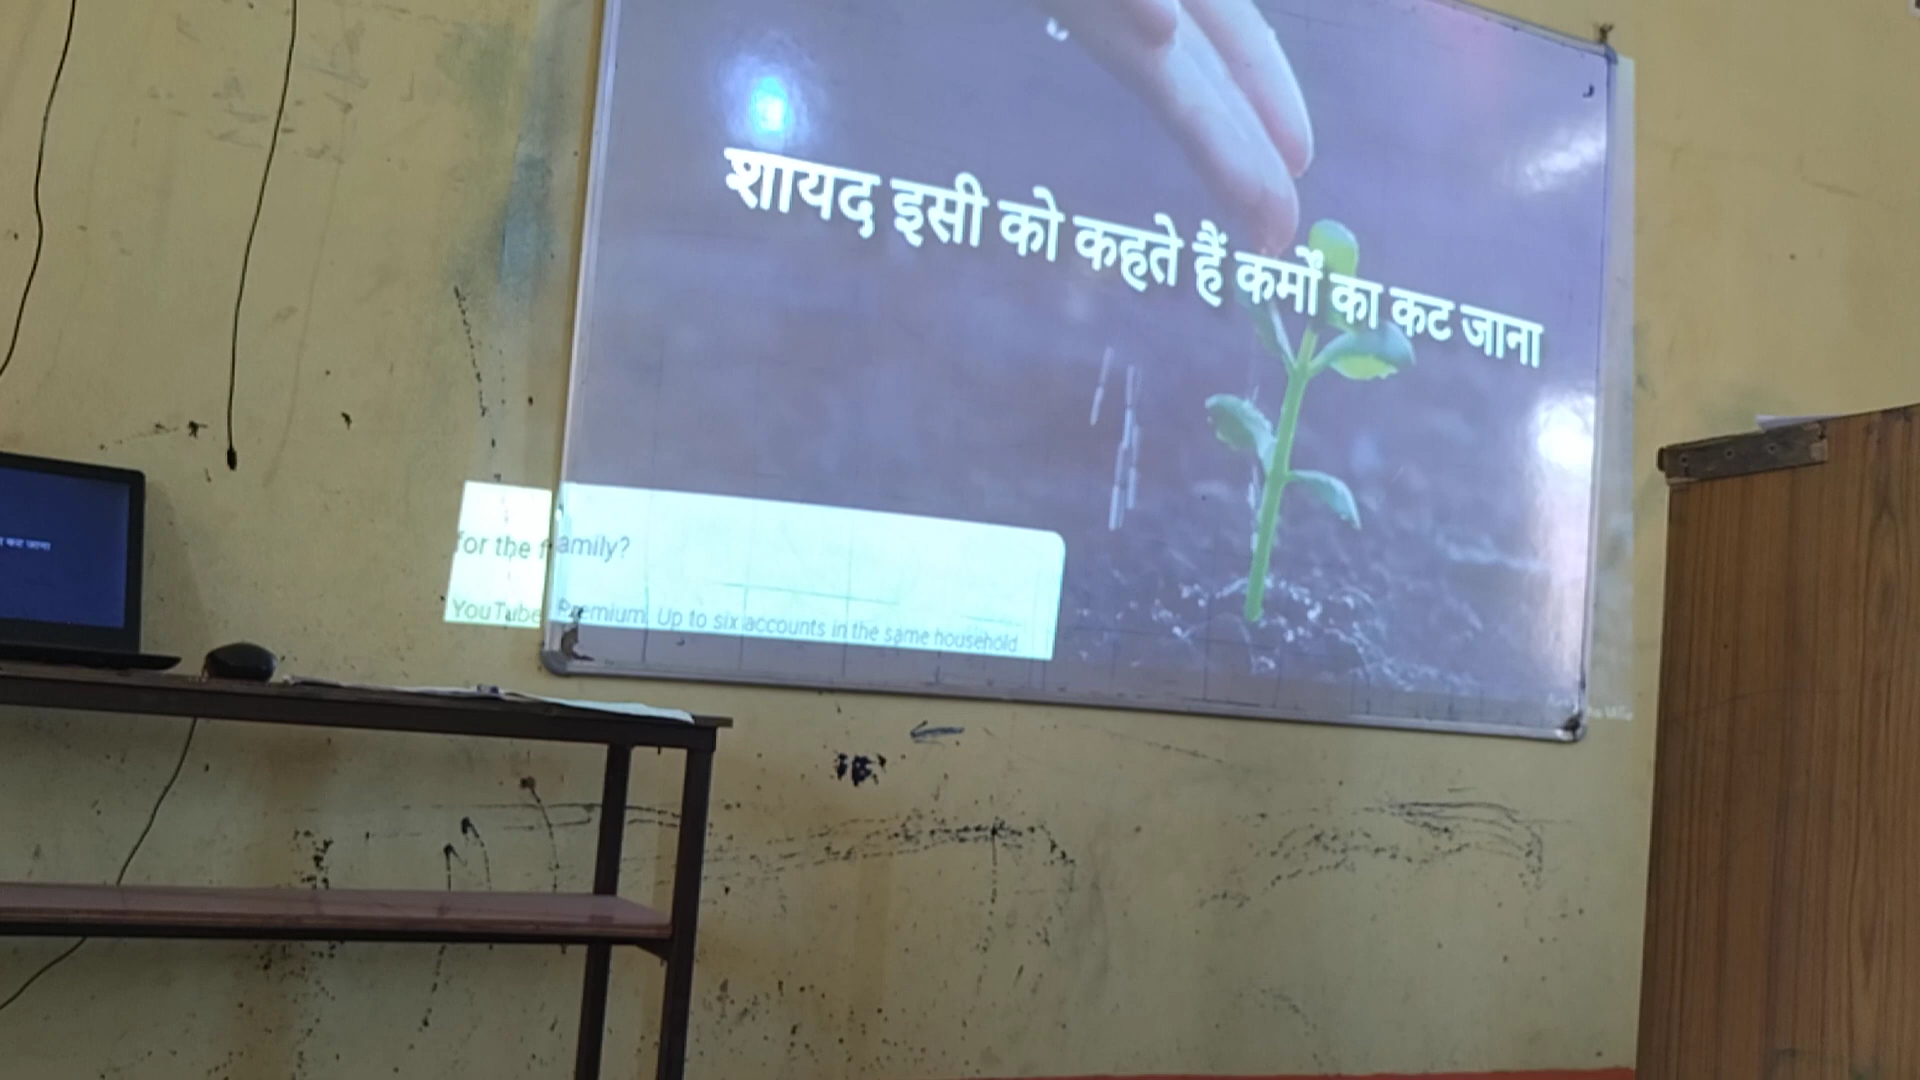 शायद इसी को कहते हैं कर्मों का कट जाना
for the family?
YouTube Premium. Up to six accounts in the same household